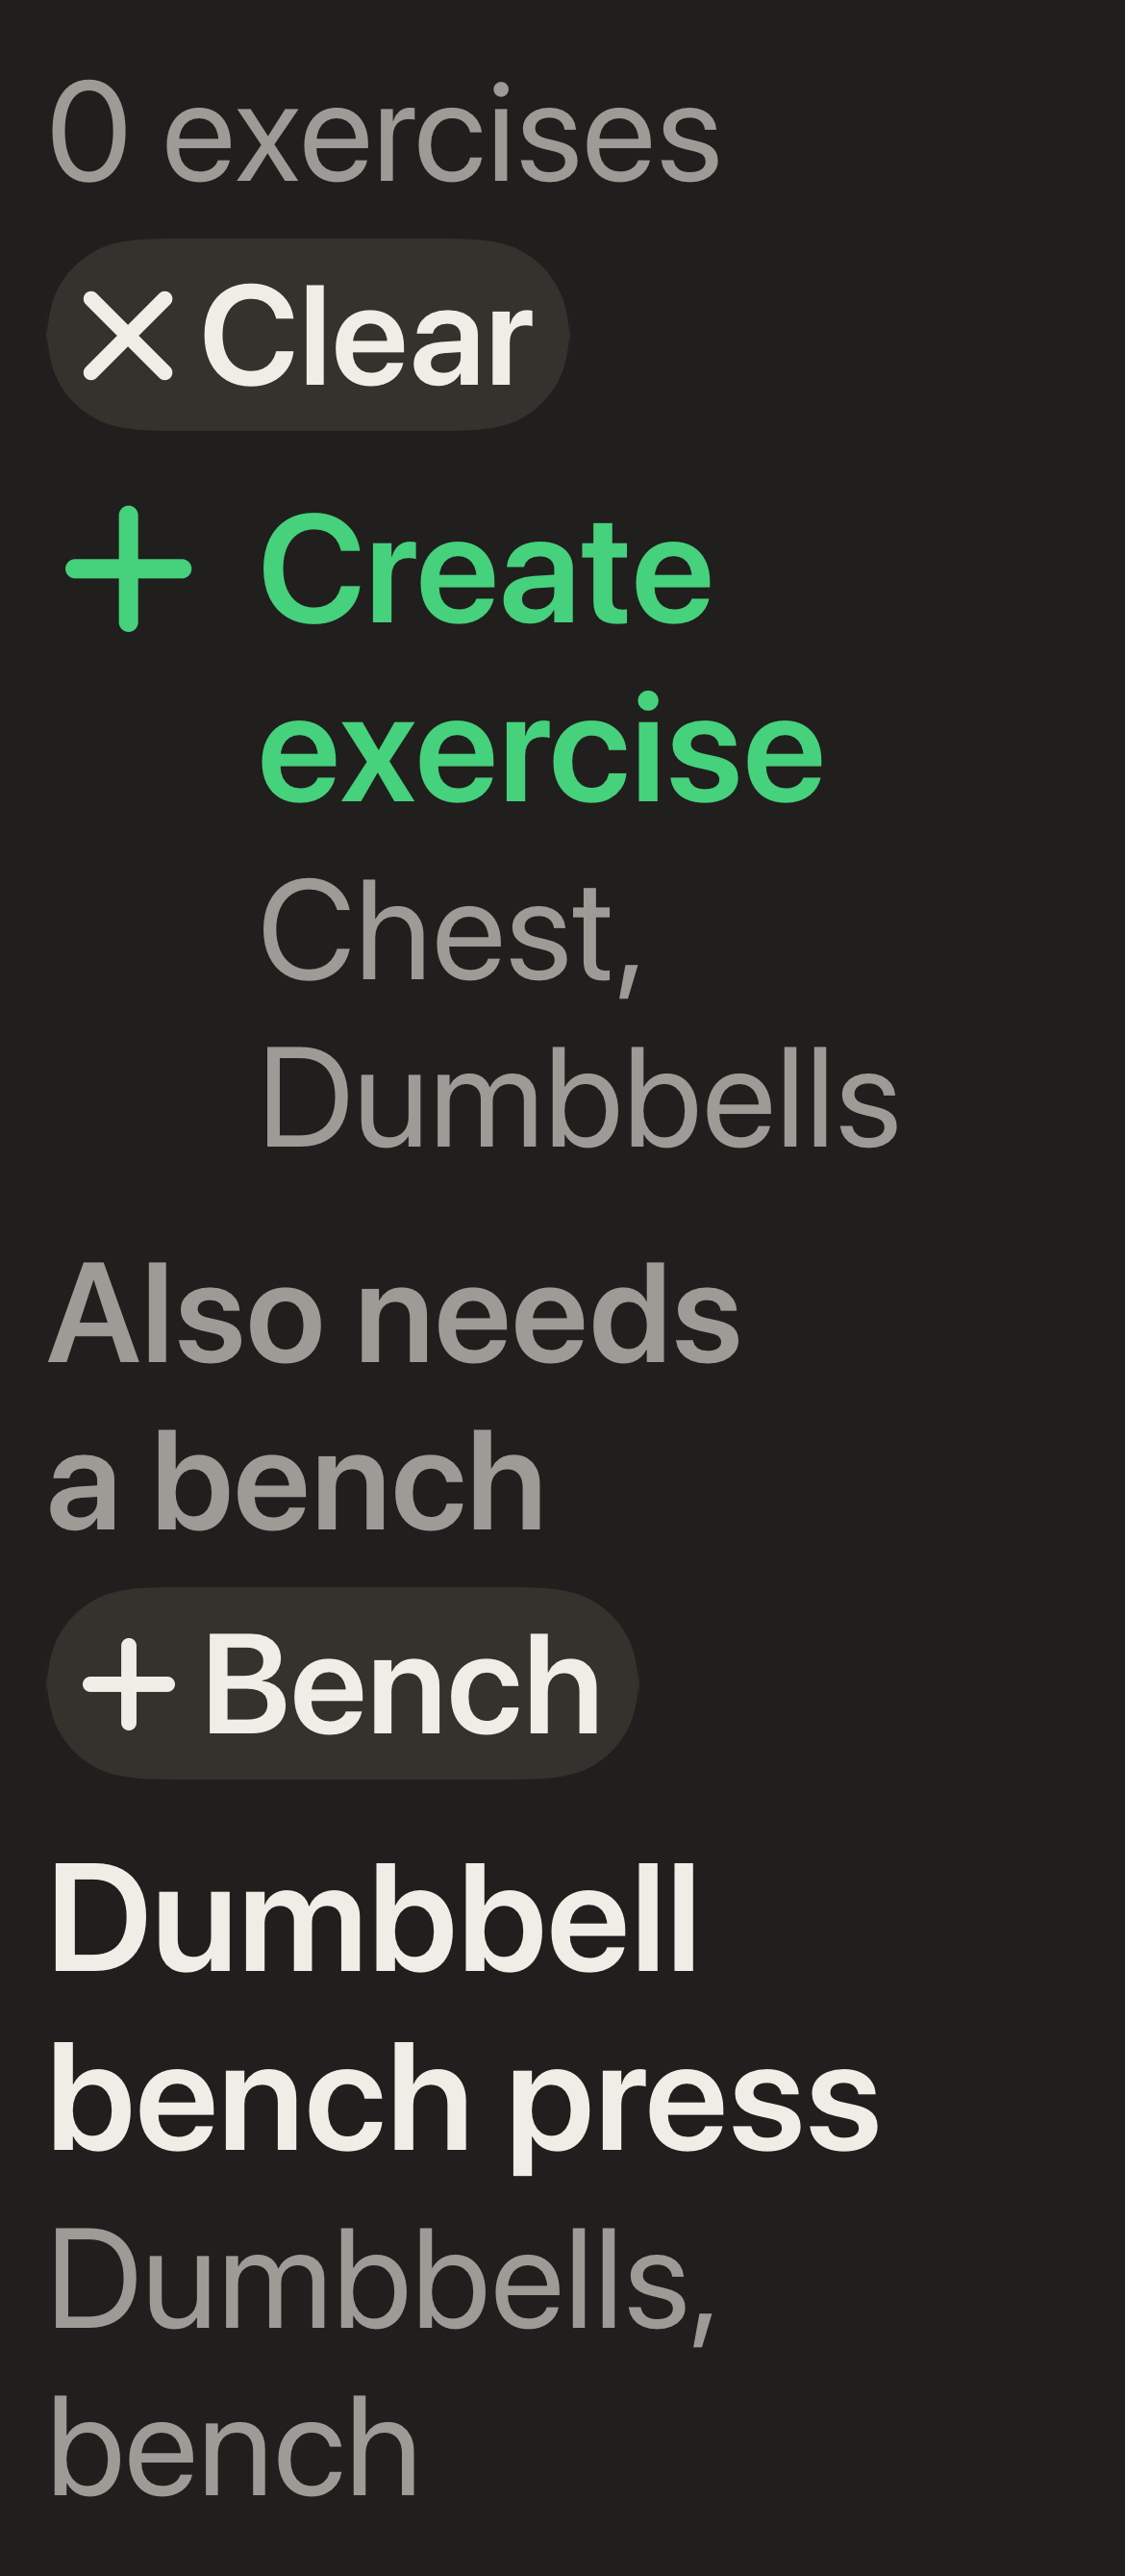 0 exercises
Clear
Create
exercise
Chest,
Dumbbells
Also needs
a bench
Bench
Dumbbell
bench press
Dumbbells,
bench